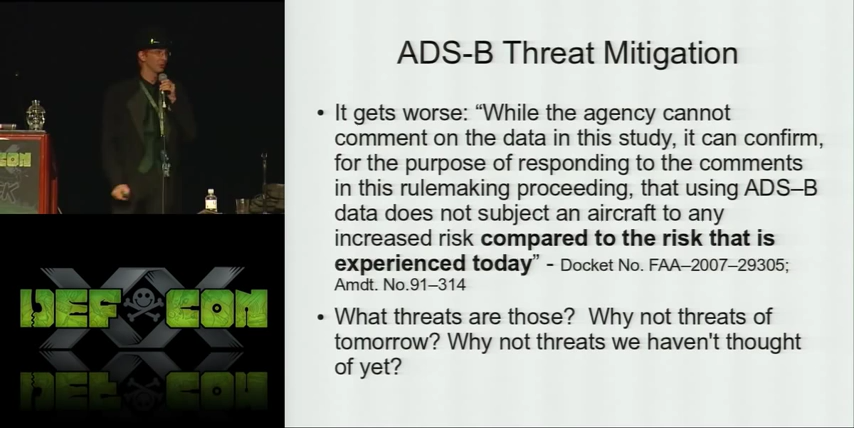 ADS-B Threat Mitigation
• It gets worse: “While the agency cannot
comment on the data in this study, it can confirm,
for the purpose of responding to the comments
in this rulemaking proceeding, that using ADS–B
data does not subject an aircraft to any
increased risk compared to the risk that is
experienced today” - Docket No. FAA–2007–29305;
Amdt. No.91–314
• What threats are those?  Why not threats of
tomorrow? Why not threats we haven't thought
of yet?
XX
DEF CON